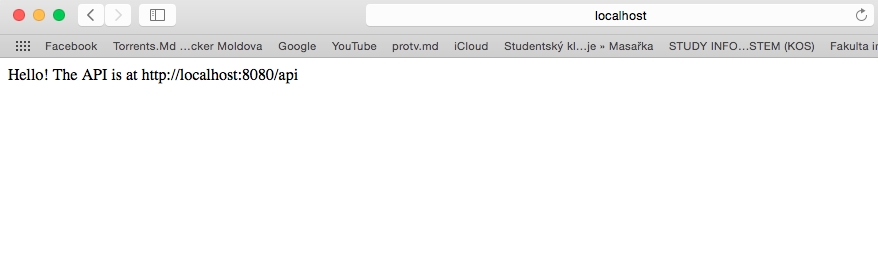 localhost
Facebook Torrents.Md ...cker Moldova Google YouTube protv.md iCloud Studentský kl...je » Masařka STUDY INFO...STEM (KOS) Fakulta in
Hello! The API is at http://localhost:8080/api